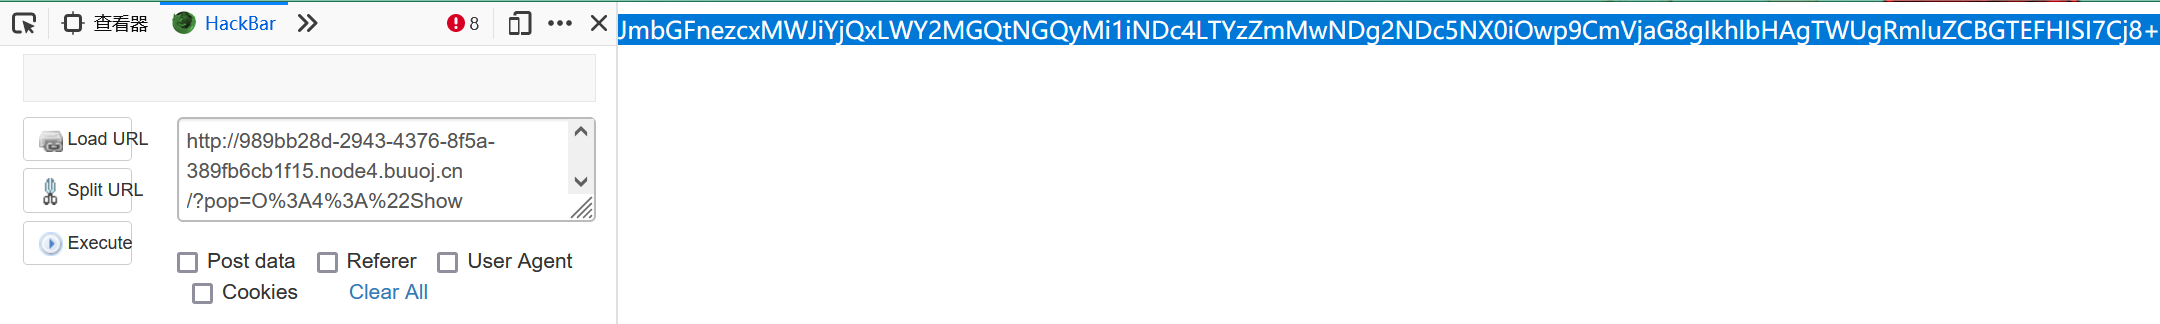 查看器 HackBar 8
JmbGFnezcxMWJiYjQxLWY2MGQtNGQyMi1iNDc4LTYzZmMwNDg2NDc5NX0iOwp9CmVjaG8gIkhlbHAgTWUgRmluZCBGTEFHISI7Cj8+
Load URL
Split URL
Execute
http://989bb28d-2943-4376-8f5a-
389fb6cb1f15.node4.buuoj.cn
/?pop=O%3A4%3A%22Show
Post data Referer User Agent
Cookies Clear All